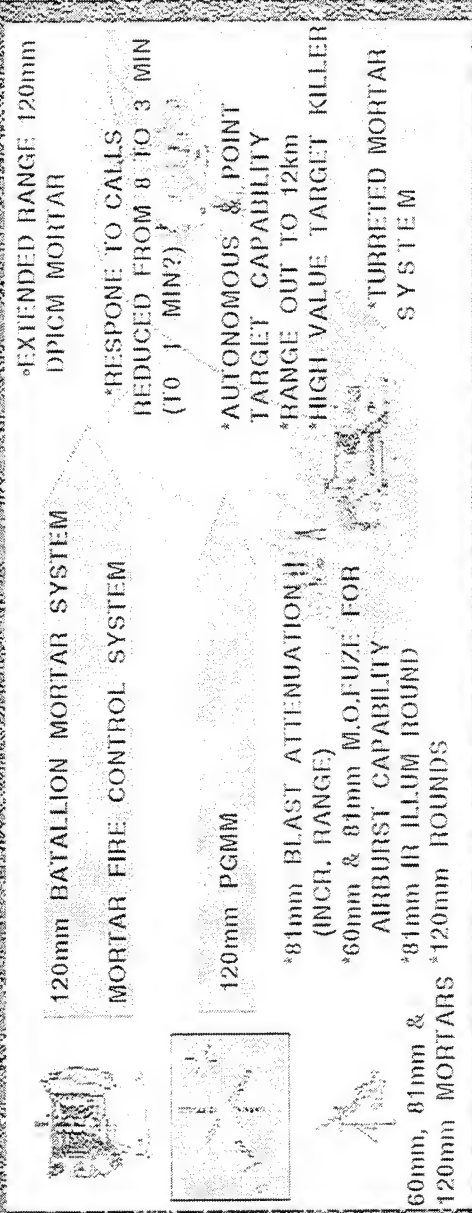 120mm BATALLION MORTAR SYSTEM
MORTAR FIRE CONTROL SYSTEM
*EXTENDED RANGE 120mm
DPICM MORTAR
*RESPONE TO CALLS
REDUCED FROM 8 TO 3 MIN
(TO 1 MIN?)
120mm PGMM
*AUTONOMOUS & POINT
TARGET CAPABILITY
*RANGE OUT TO 12km
*HIGH VALUE TARGET KILLER
60mm, 81mm &
120mm MORTARS
*81mm BLAST ATTENUATION
(INCR. RANGE)
*60mm & 81mm M.O.FUZE FOR
AIRBURST CAPABILITY
*81mm IR ILLUM ROUND
*120mm ROUNDS
*TURRETED MORTAR
SYSTEM